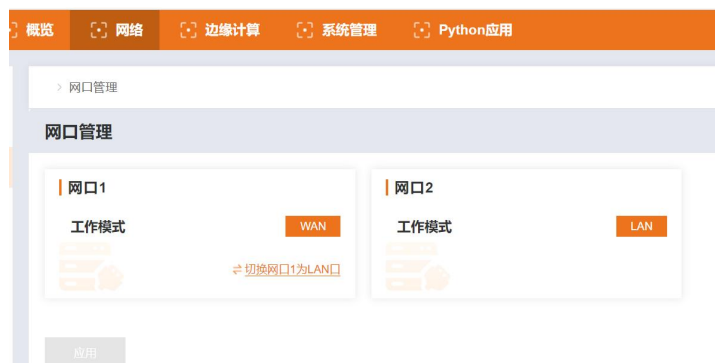 概览 网络 边缘计算 系统管理 Python应用
> 网口管理
网口管理
网口1
工作模式 WAN
⇌ 切换网口1为LAN口
网口2
工作模式 LAN
应用